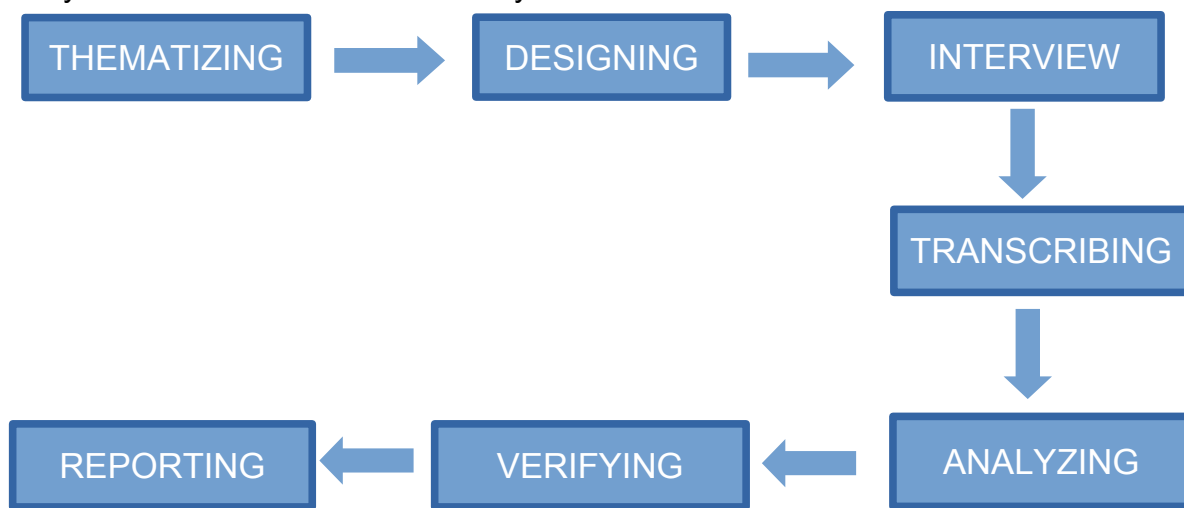 THEMATIZING
DESIGNING
INTERVIEW
TRANSCRIBING
ANALYZING
VERIFYING
REPORTING